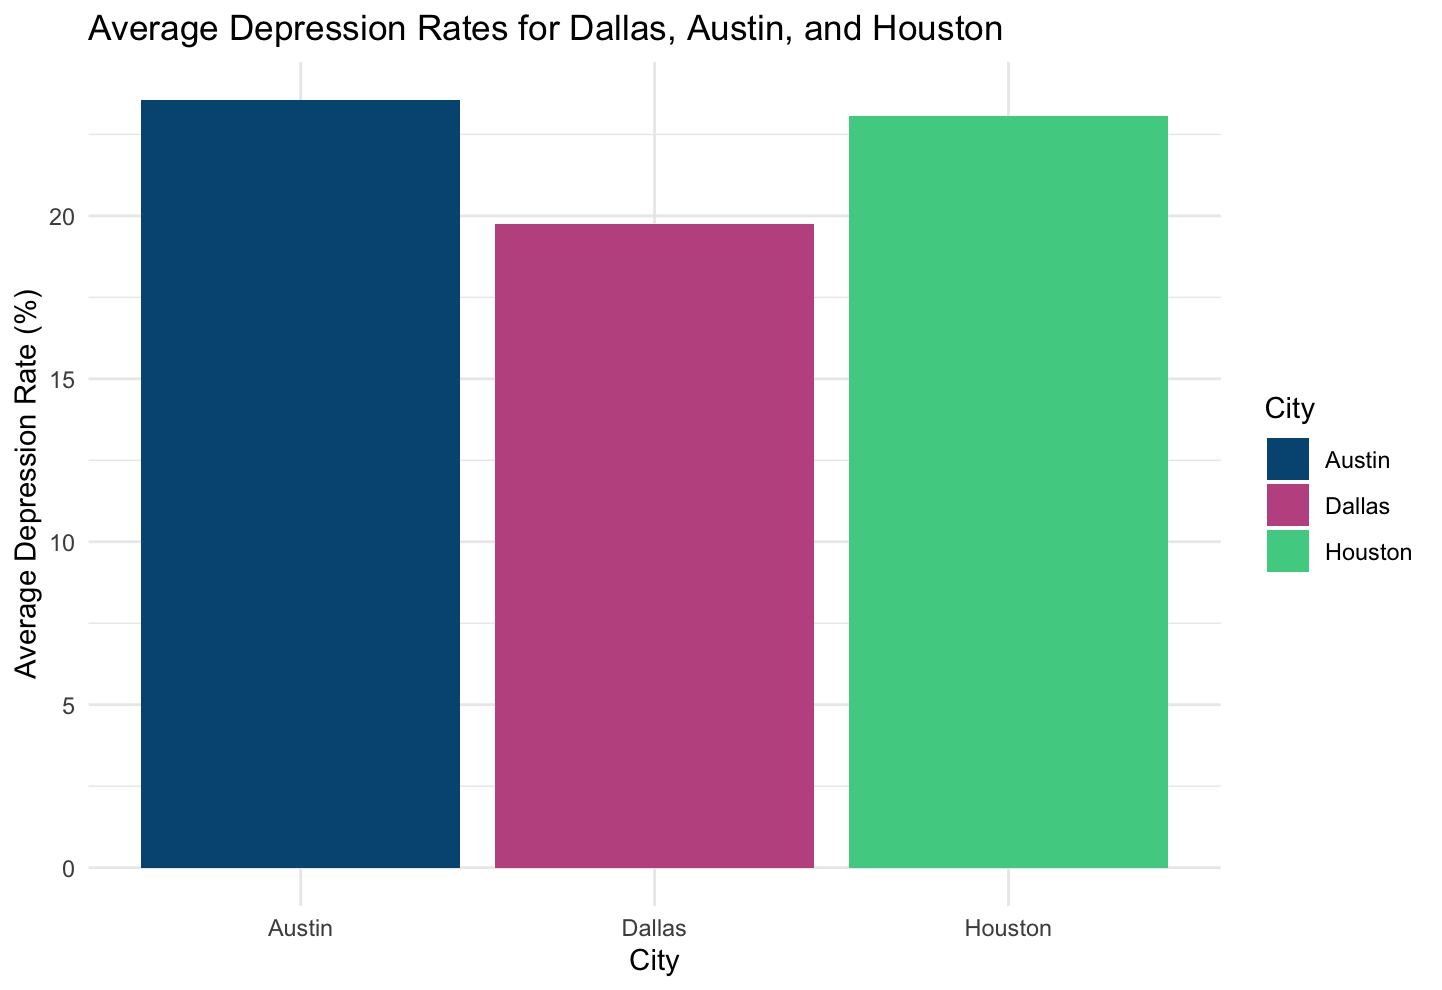 Average Depression Rates for Dallas, Austin, and Houston
Average Depression Rate (%)
20
15
10
5
0
Austin
Dallas
Houston
City
City
Austin
Dallas
Houston